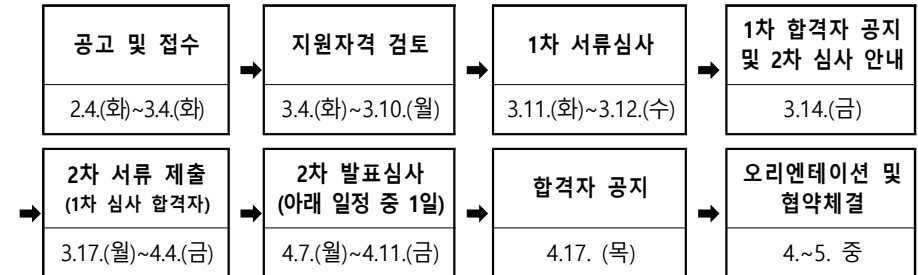 공고 및 접수
2.4.(화)~3.4.(화)
➡
지원자격 검토
3.4.(화)~3.10.(월)
➡
1차 서류심사
3.11.(화)~3.12.(수)
➡
1차 합격자 공지
및 2차 심사 안내
3.14.(금)
➡
2차 서류 제출
(1차 심사 합격자)
3.17.(월)~4.4.(금)
➡
2차 발표심사
(아래 일정 중 1일)
4.7.(월)~4.11.(금)
➡
합격자 공지
4.17. (목)
➡
오리엔테이션 및
협약체결
4.~5. 중